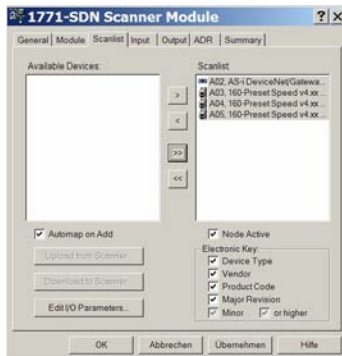 1771-SDN Scanner Module
General Module Scanlist Input Output ADR Summary
Available Devices:
Scanlist:
A02, AS-i DeviceNet/Gatewa...
A03, 160-Preset Speed v4.xx ...
A04, 160-Preset Speed v4.xx ...
A05, 160-Preset Speed v4.xx ...
>
<
>>
<<
Automap on Add
Node Active
Upload from Scanner...
Download to Scanner...
Edit I/O Parameters...
Electronic Key:
Device Type
Vendor
Product Code
Major Revision
Minor or higher
OK Abbrechen Übernehmen Hilfe